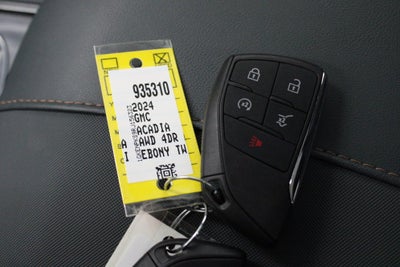 935310
2024
GMC
ACADIA
A AWD 4DR
I EBONY TW